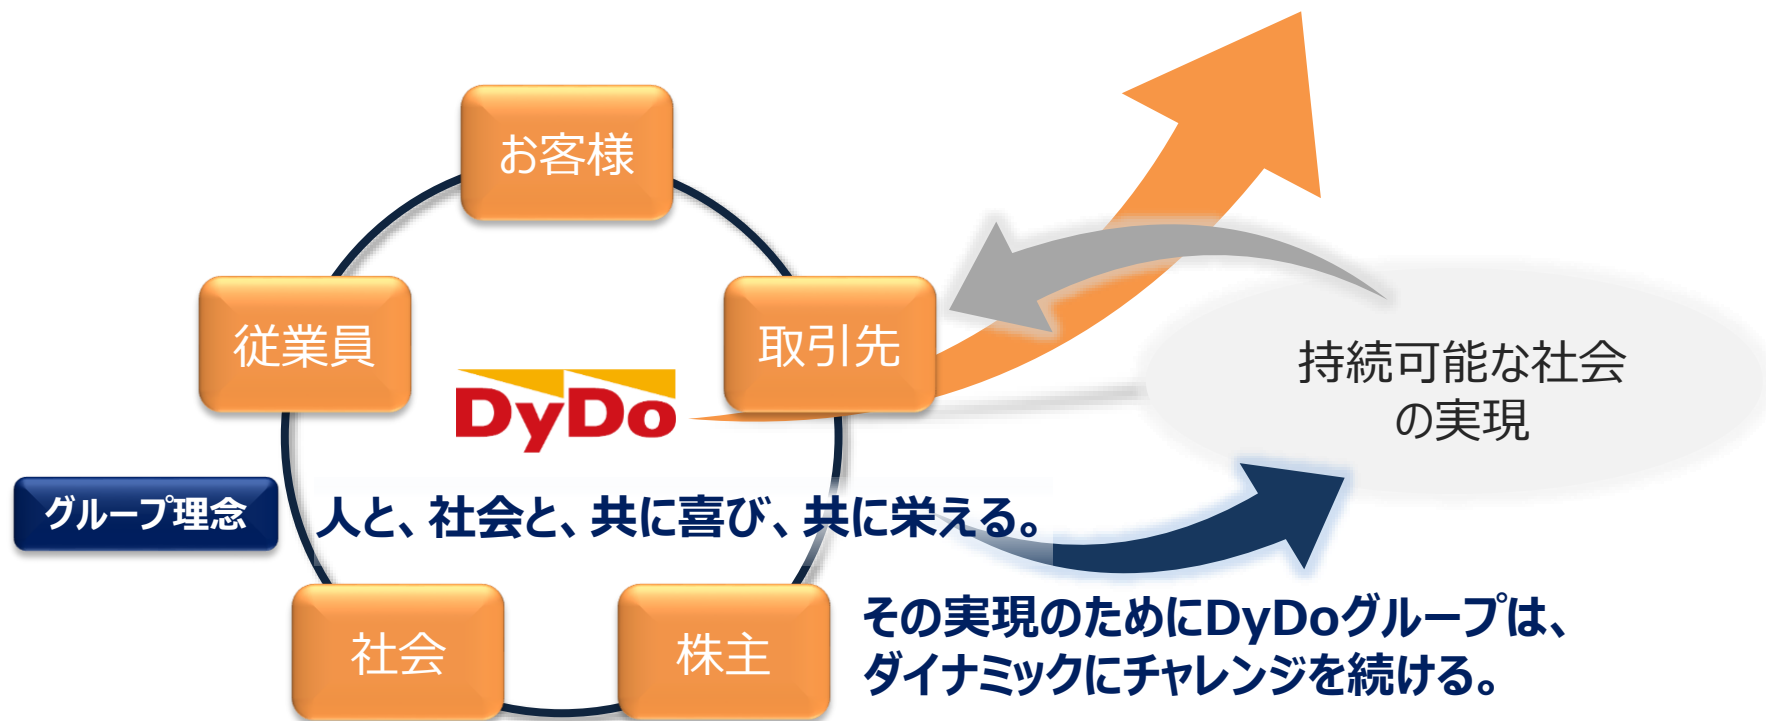 お客様
従業員
取引先
DyDo
持続可能な社会
の実現
グループ理念
人と、社会と、共に喜び、共に栄える。
その実現のためにDyDoグループは、
ダイナミックにチャレンジを続ける。
社会
株主